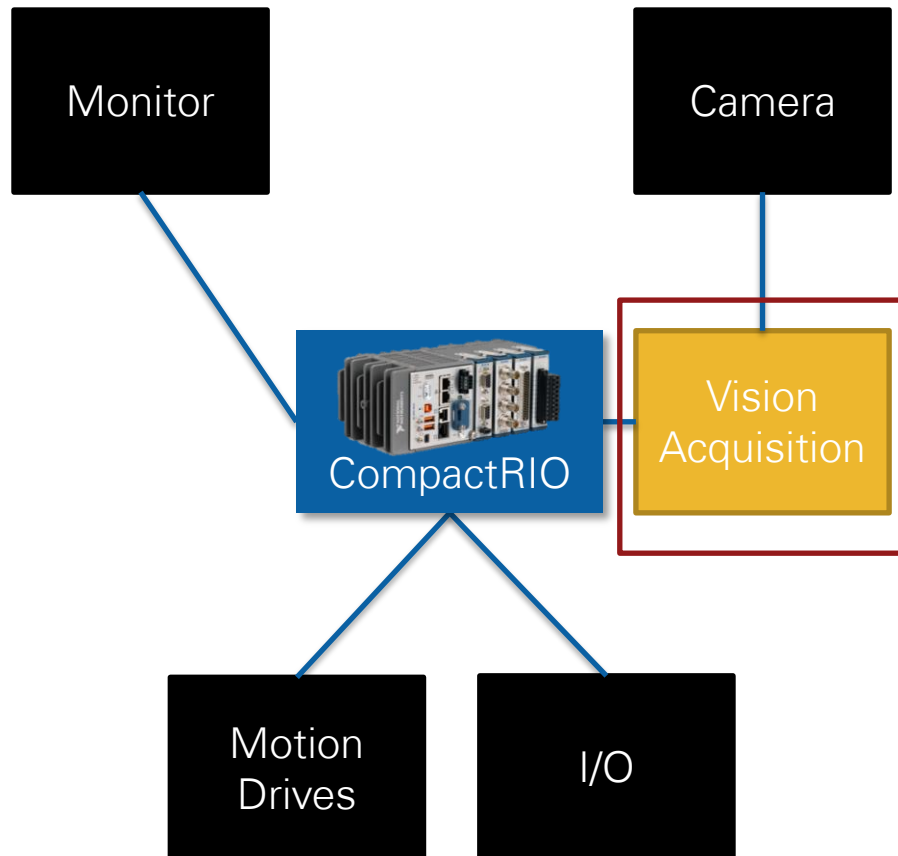 Monitor
Camera
Vision
Acquisition
CompactRIO
Motion
Drives
I/O